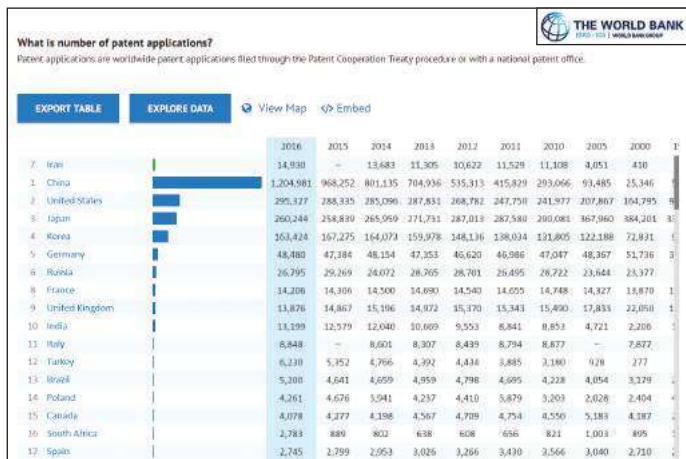 THE WORLD BANK
IBRD • IDA | WORLD BANK GROUP
What is number of patent applications?
Patent applications are worldwide patent applications filed through the Patent Cooperation Treaty procedure or with a national patent office.
EXPORT TABLE EXPLORE DATA View Map </> Embed
2016 2015 2014 2013 2012 2011 2010 2005 2000
7 Iran 14,930 – 13,683 11,305 10,622 11,529 11,108 4,051 410
1 China 1,204,981 968,252 801,135 704,936 535,313 415,829 293,066 93,485 25,346
2 United States 295,327 288,335 285,096 287,831 268,782 247,750 241,977 207,867 164,795
3 Japan 260,244 258,839 265,959 271,731 287,013 287,580 290,081 367,960 384,201
4 Korea 163,424 167,275 164,073 159,978 148,136 138,034 131,805 122,188 72,831
5 Germany 48,480 47,384 48,154 47,353 46,620 46,986 47,047 48,367 51,736
6 Russia 26,795 29,269 24,072 28,765 28,701 26,495 28,722 23,644 23,377
8 France 14,206 14,306 14,500 14,690 14,540 14,655 14,748 14,327 13,870
9 United Kingdom 13,876 14,867 15,196 14,972 15,370 15,343 15,490 17,833 22,050
10 India 13,199 12,579 12,040 10,669 9,553 8,841 8,853 4,721 2,206
11 Italy 8,848 – 8,601 8,307 8,439 8,794 8,877 – 7,877
12 Turkey 6,230 5,352 4,766 4,392 4,434 3,885 3,180 928 277
13 Brazil 5,200 4,641 4,659 4,959 4,798 4,695 4,228 4,054 3,179
14 Poland 4,261 4,676 3,941 4,237 4,410 3,879 3,203 2,028 2,404
15 Canada 4,078 4,277 4,198 4,567 4,709 4,754 4,550 5,183 4,187
16 South Africa 2,783 889 802 638 608 656 821 1,003 895
17 Spain 2,745 2,799 2,953 3,026 3,266 3,430 3,566 3,040 2,710